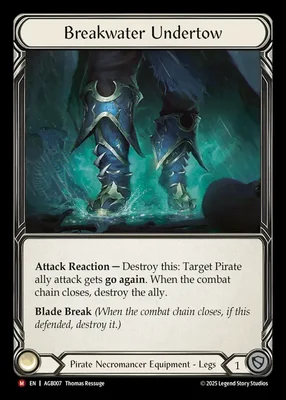 Breakwater Undertow
Attack Reaction — Destroy this: Target Pirate
ally attack gets go again. When the combat
chain closes, destroy the ally.
Blade Break (When the combat chain closes, if this
defended, destroy it.)
Pirate Necromancer Equipment - Legs
1
M EN | AGB007 Thomas Ressuge
©2025 Legend Story Studios